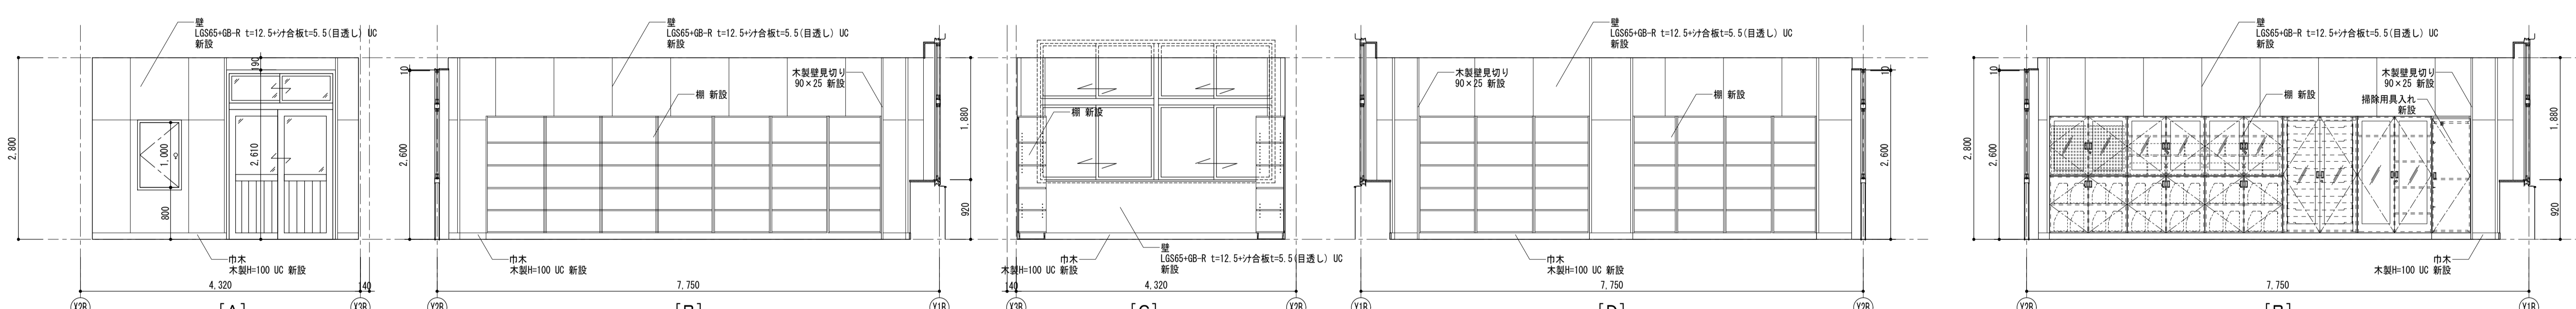 壁
LGS65+GB-R t=12.5+ｼﾅ合板t=5.5(目透し) UC
新設
190
2,800
1,000
2,610
800
巾木
木製H=100 UC 新設
4,320
140
壁
LGS65+GB-R t=12.5+ｼﾅ合板t=5.5(目透し) UC
新設
木製壁見切り
90×25 新設
棚 新設
10
2,600
1,880
920
巾木
木製H=100 UC 新設
7,750
棚 新設
壁
LGS65+GB-R t=12.5+ｼﾅ合板t=5.5(目透し) UC
新設
巾木
木製H=100 UC 新設
140
4,320
壁
LGS65+GB-R t=12.5+ｼﾅ合板t=5.5(目透し) UC
新設
木製壁見切り
90×25 新設
棚 新設
10
2,600
巾木
木製H=100 UC 新設
7,750
壁
LGS65+GB-R t=12.5+ｼﾅ合板t=5.5(目透し) UC
新設
木製壁見切り
90×25 新設
棚 新設
掃除用具入れ
新設
10
2,800
2,600
1,880
920
巾木
木製H=100 UC 新設
7,750